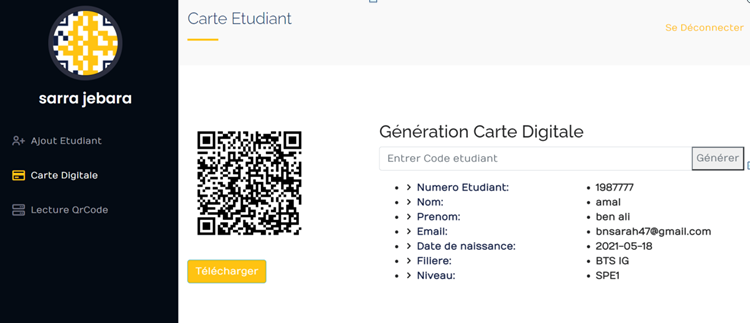 Carte Etudiant
Se Déconnecter
sarra jebara
Ajout Etudiant
Carte Digitale
Lecture QrCode
Génération Carte Digitale
Entrer Code etudiant Générer
Numero Etudiant: 1987777
Nom: amal
Prenom: ben ali
Email: bnsarah47@gmail.com
Date de naissance: 2021-05-18
Filiere: BTS IG
Niveau: SPE1
Télécharger